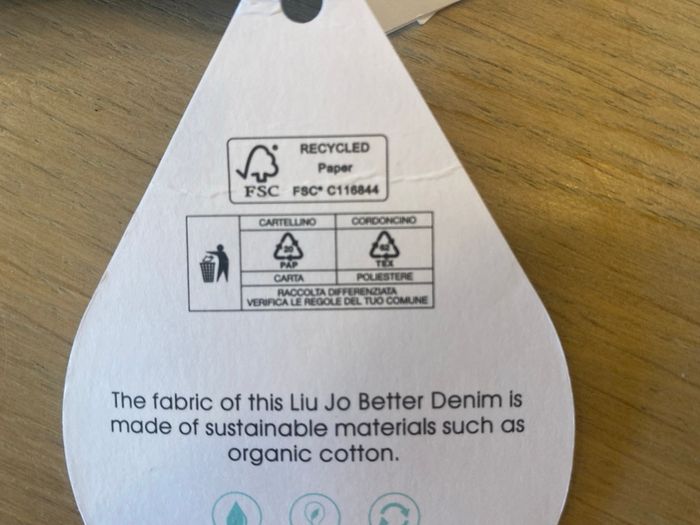 RECYCLED
Paper
FSC FSC® C116844
CARTELLINO CORDONCINO
20
PAP
TEX
CARTA POLIESTERE
RACCOLTA DIFFERENZIATA
VERIFICA LE REGOLE DEL TUO COMUNE
The fabric of this Liu Jo Better Denim is
made of sustainable materials such as
organic cotton.